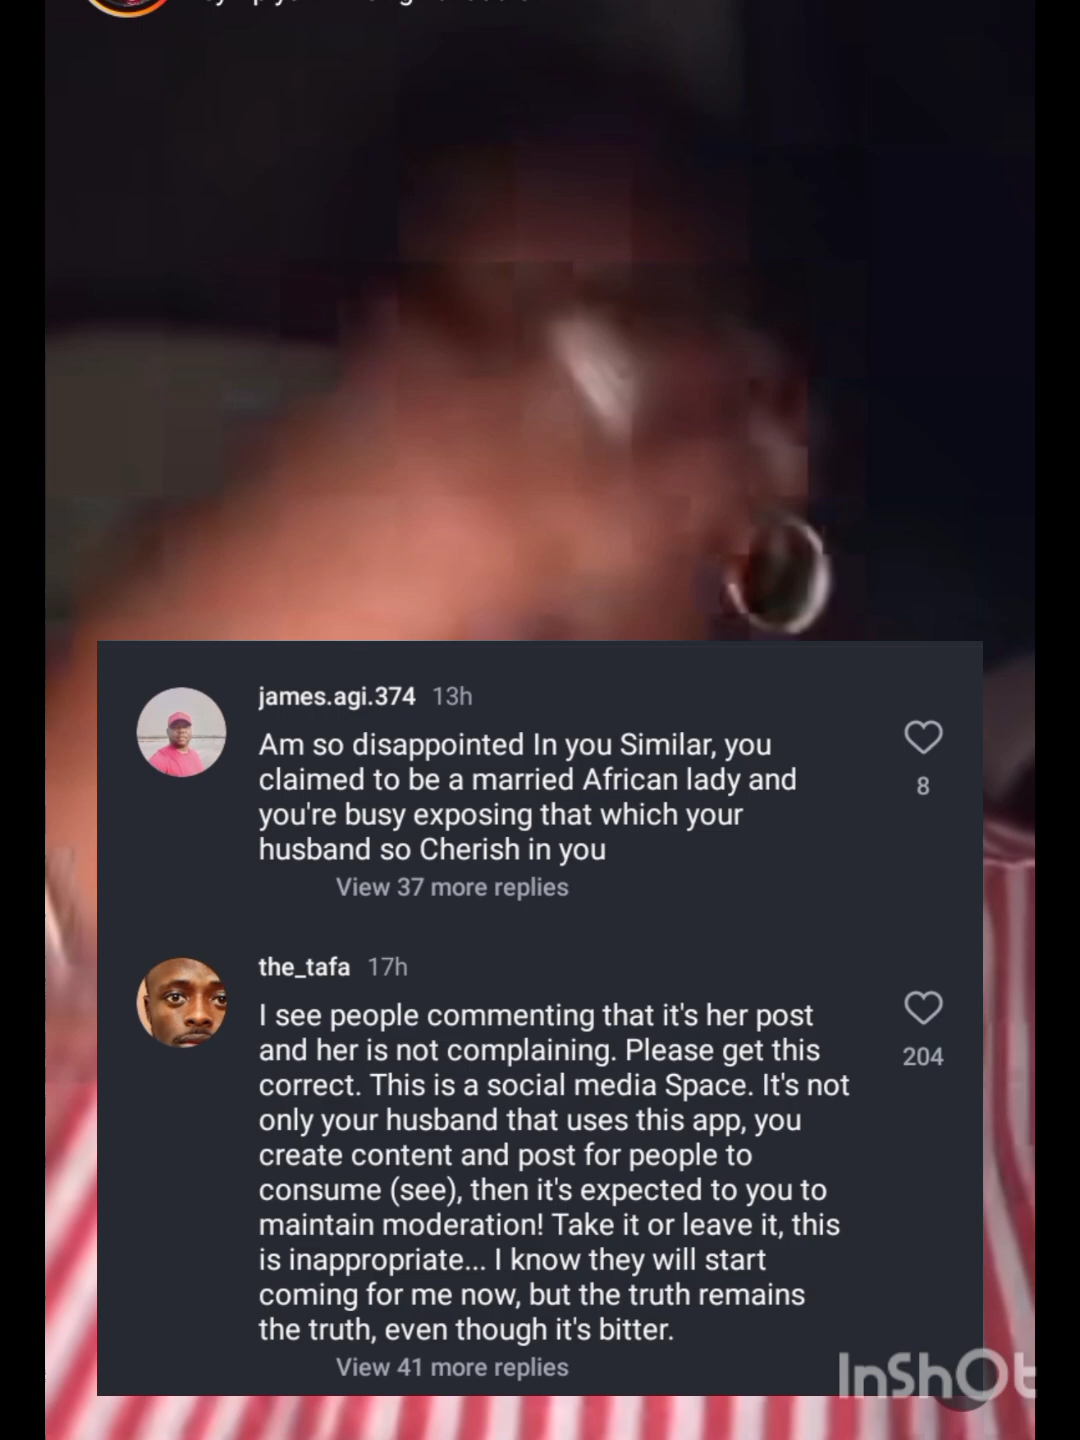 james.agi.374 13h
Am so disappointed In you Similar, you
claimed to be a married African lady and
you're busy exposing that which your
husband so Cherish in you
8
View 37 more replies
the_tafa 17h
I see people commenting that it's her post
and her is not complaining. Please get this
correct. This is a social media Space. It's not
only your husband that uses this app, you
create content and post for people to
consume (see), then it's expected to you to
maintain moderation! Take it or leave it, this
is inappropriate... I know they will start
coming for me now, but the truth remains
the truth, even though it's bitter.
204
View 41 more replies
InShOt